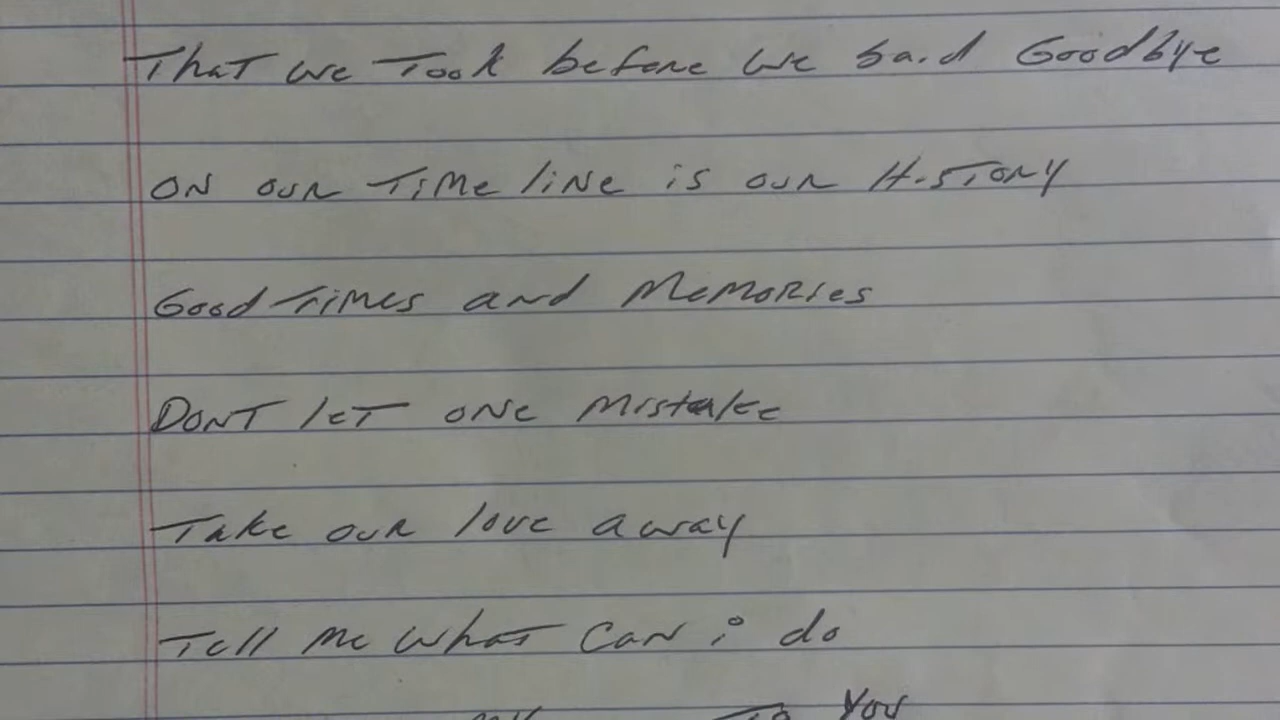 That we Took before we said Goodbye
ON OUR TIME line is our HISTORY
Good Times and MeMORIes
DONT leT ONe Mistake
Take our love away
Tell Me What Can i do
To You